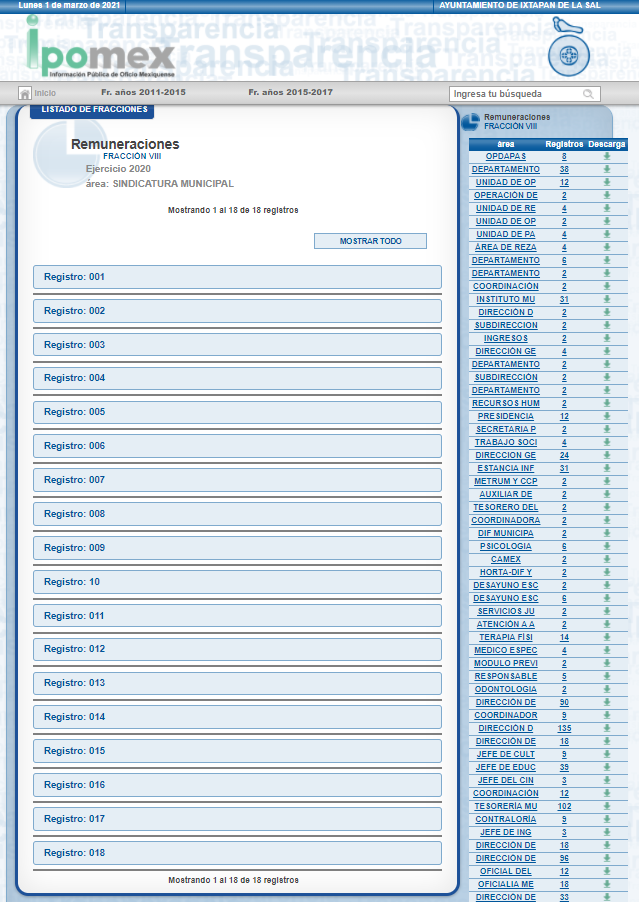 Lunes 1 de marzo de 2021
AYUNTAMIENTO DE IXTAPAN DE LA SAL
Transparencia
Transparencia
ipomex
Información Pública de Oficio Mexiquense
Inicio
Fr. años 2011-2015
Fr. años 2015-2017
Ingresa tu búsqueda
LISTADO DE FRACCIONES
Remuneraciones
FRACCIÓN VIII
Ejercicio 2020
área: SINDICATURA MUNICIPAL
Mostrando 1 al 18 de 18 registros
MOSTRAR TODO
Registro: 001
Registro: 002
Registro: 003
Registro: 004
Registro: 005
Registro: 006
Registro: 007
Registro: 008
Registro: 009
Registro: 10
Registro: 011
Registro: 012
Registro: 013
Registro: 014
Registro: 015
Registro: 016
Registro: 017
Registro: 018
Mostrando 1 al 18 de 18 registros
Remuneraciones
FRACCIÓN VIII
área Registros Descarga
OPDAPAS 8
DEPARTAMENTO 38
UNIDAD DE OP 12
OPERACIÓN DE 2
UNIDAD DE RE 4
UNIDAD DE OP 2
UNIDAD DE PA 4
ÁREA DE REZA 4
DEPARTAMENTO 6
DEPARTAMENTO 2
COORDINACIÓN 2
INSTITUTO MU 31
DIRECCIÓN D 2
SUBDIRECCION 2
INGRESOS 2
DIRECCIÓN GE 4
DEPARTAMENTO 2
SUBDIRECCIÓN 2
DEPARTAMENTO 2
RECURSOS HUM 2
PRESIDENCIA 12
SECRETARIA P 2
TRABAJO SOCI 4
DIRECCION GE 24
ESTANCIA INF 31
METRUM Y CCP 2
AUXILIAR DE 2
TESORERO DEL 2
COORDINADORA 2
DIF MUNICIPA 2
PSICOLOGIA 6
CAMEX 2
HORTA-DIF Y 2
DESAYUNO ESC 2
DESAYUNO ESC 6
SERVICIOS JU 2
ATENCIÓN A A 2
TERAPIA FÍSI 14
MEDICO ESPEC 4
MODULO PREVI 2
RESPONSABLE 5
ODONTOLOGIA 2
DIRECCIÓN DE 90
COORDINADOR 9
DIRECCIÓN D 135
DIRECCIÓN DE 18
JEFE DE CULT 9
JEFE DE EDUC 39
JEFE DEL CIN 3
COORDINACIÓN 12
TESORERÍA MU 102
CONTRALORÍA 9
JEFE DE ING 3
DIRECCIÓN DE 18
DIRECCIÓN DE 96
OFICIAL DEL 12
OFICIALIA ME 18
DIRECCIÓN DE 33